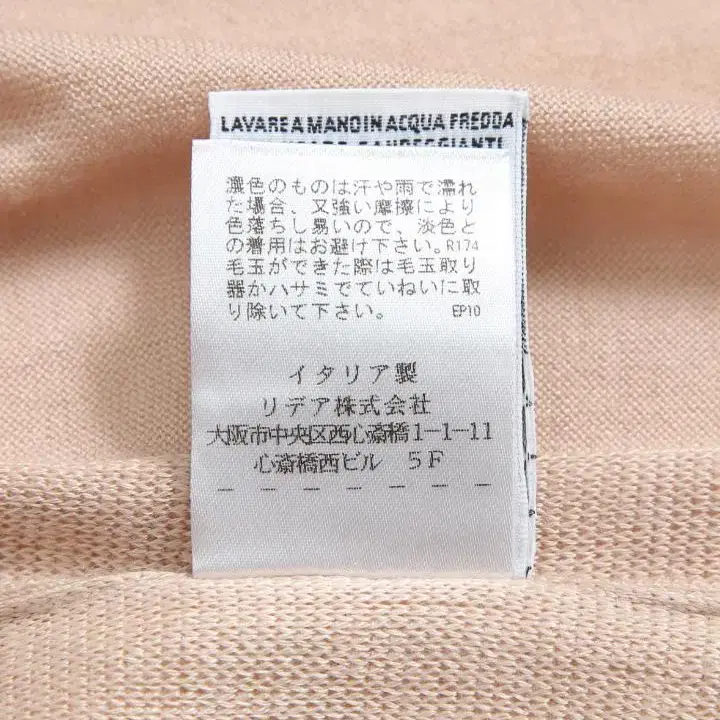 LAVARE A MANO IN ACQUA FREDDA
CANDEGGIANTI
濃色のものは汗や雨で濡れ
た場合、又強い摩擦により
色落ちし易いので、淡色と
の着用はお避け下さい。R174
毛玉ができた際は毛玉取り
器かハサミでていねいに取
り除いて下さい。 EP10
イタリア製
リデア株式会社
大阪市中央区西心斎橋1-1-11
心斎橋西ビル 5F